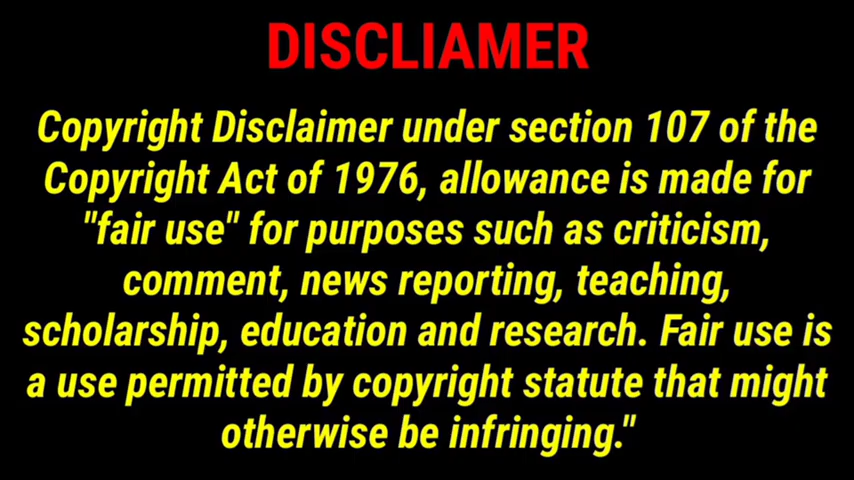 DISCLIAMER
Copyright Disclaimer under section 107 of the
Copyright Act of 1976, allowance is made for
"fair use" for purposes such as criticism,
comment, news reporting, teaching,
scholarship, education and research. Fair use is
a use permitted by copyright statute that might
otherwise be infringing."